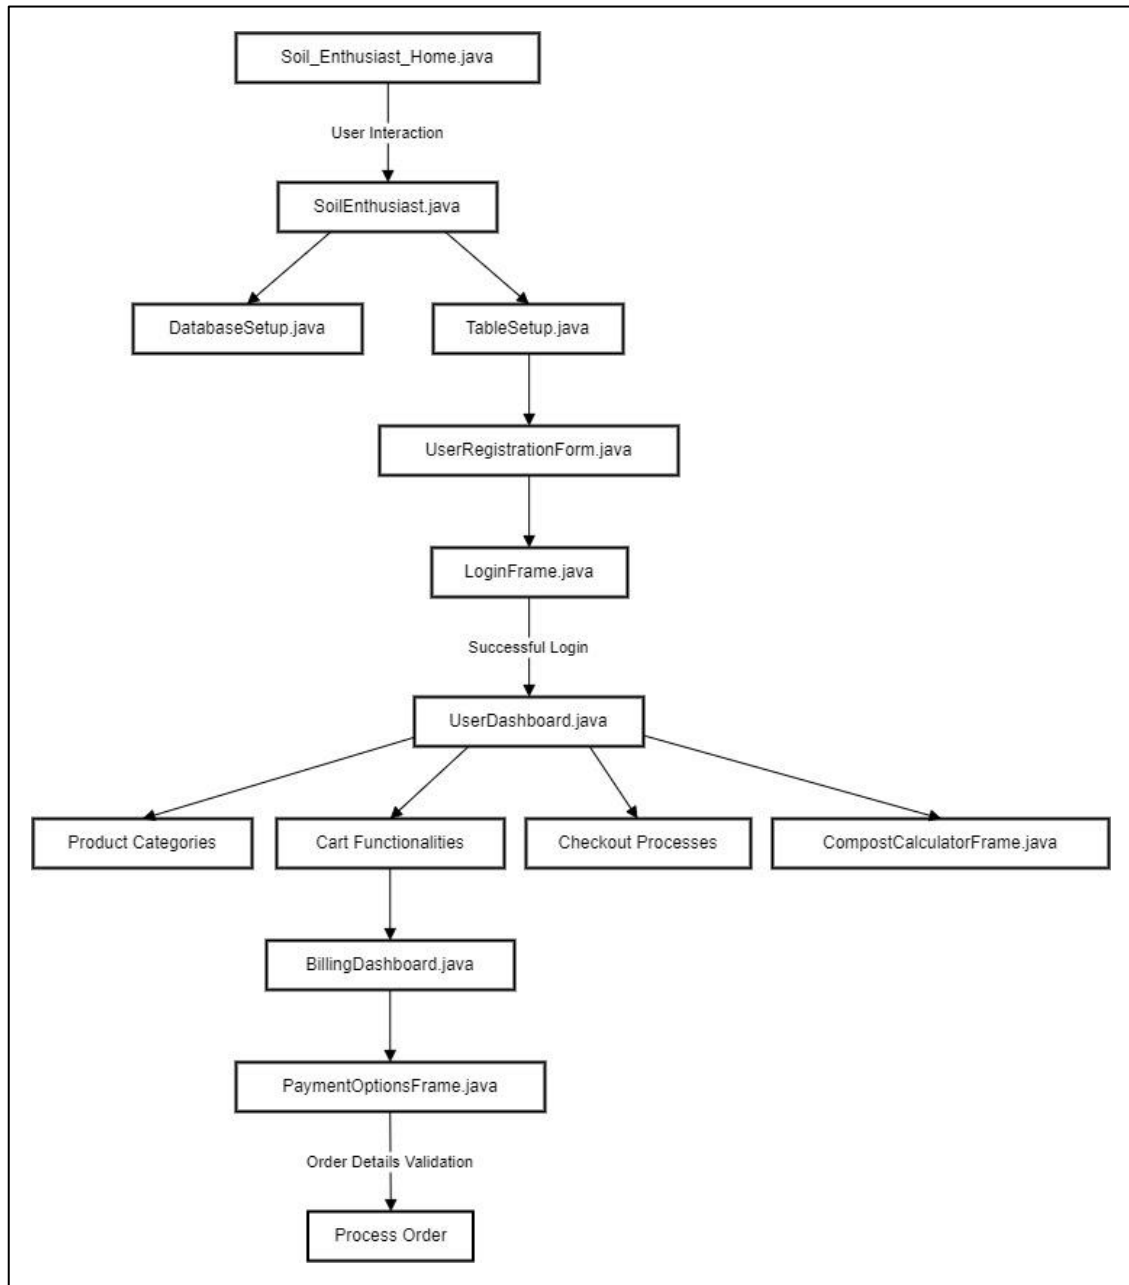 Soil_Enthusiast_Home.java
User Interaction
SoilEnthusiast.java
DatabaseSetup.java
TableSetup.java
UserRegistrationForm.java
LoginFrame.java
Successful Login
UserDashboard.java
Product Categories
Cart Functionalities
Checkout Processes
CompostCalculatorFrame.java
BillingDashboard.java
PaymentOptionsFrame.java
Order Details Validation
Process Order